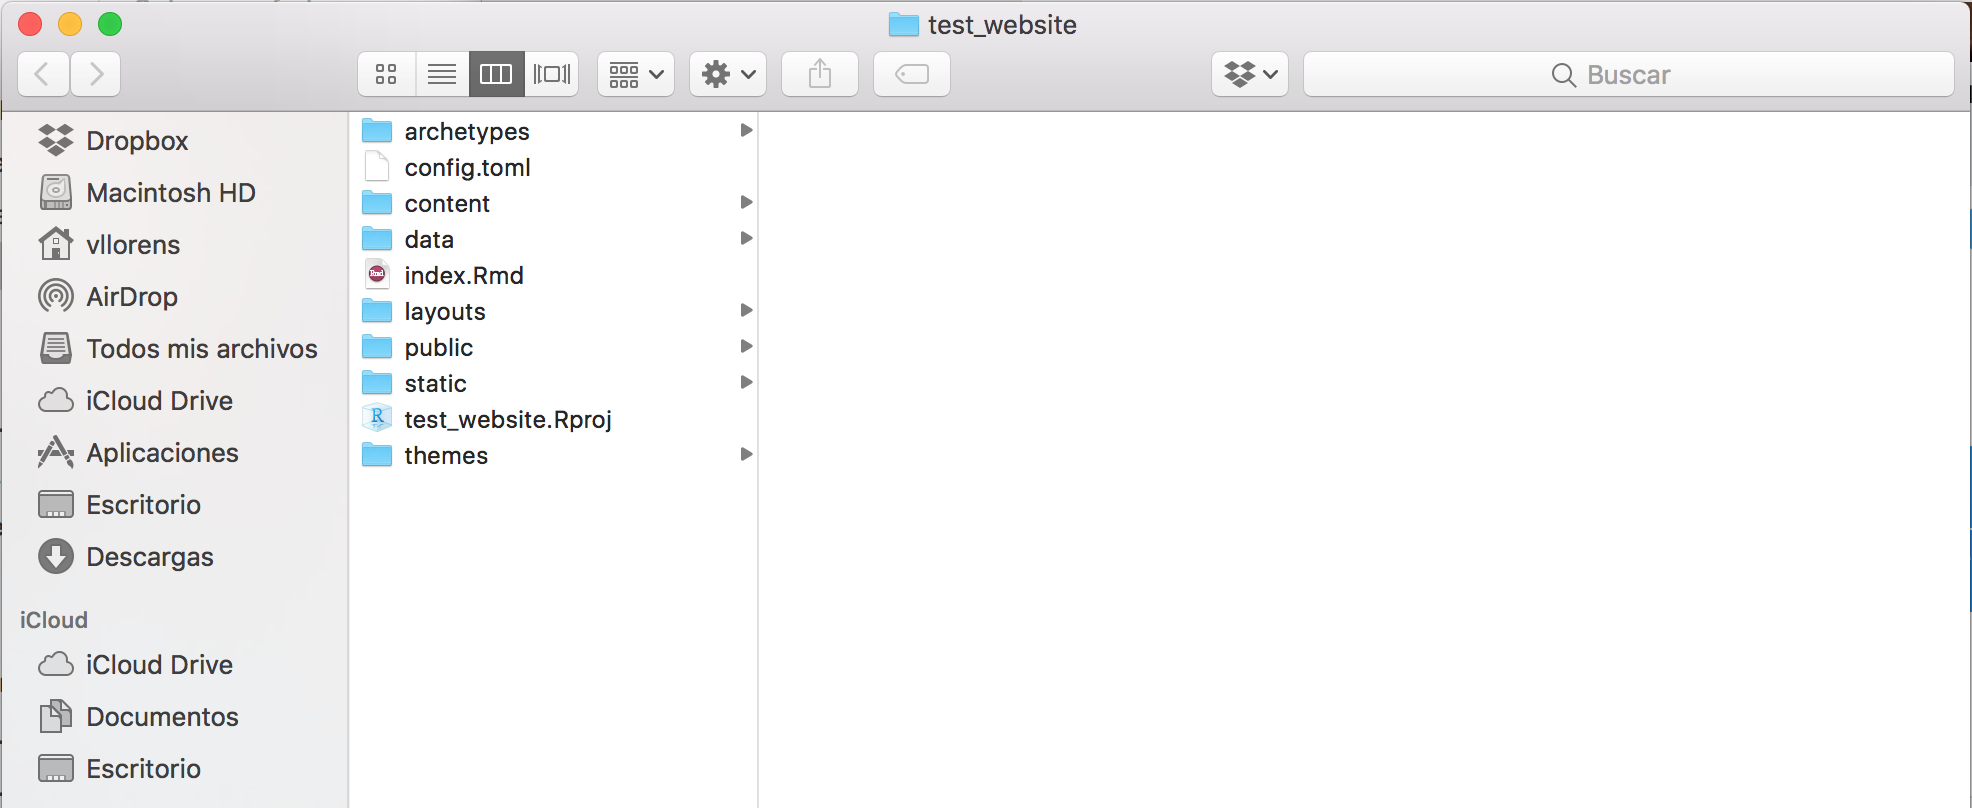 test_website
Buscar
Dropbox
Macintosh HD
vllorens
AirDrop
Todos mis archivos
iCloud Drive
Aplicaciones
Escritorio
Descargas
iCloud
iCloud Drive
Documentos
Escritorio
archetypes
config.toml
content
data
Rmd
index.Rmd
layouts
public
static
R
test_website.Rproj
themes